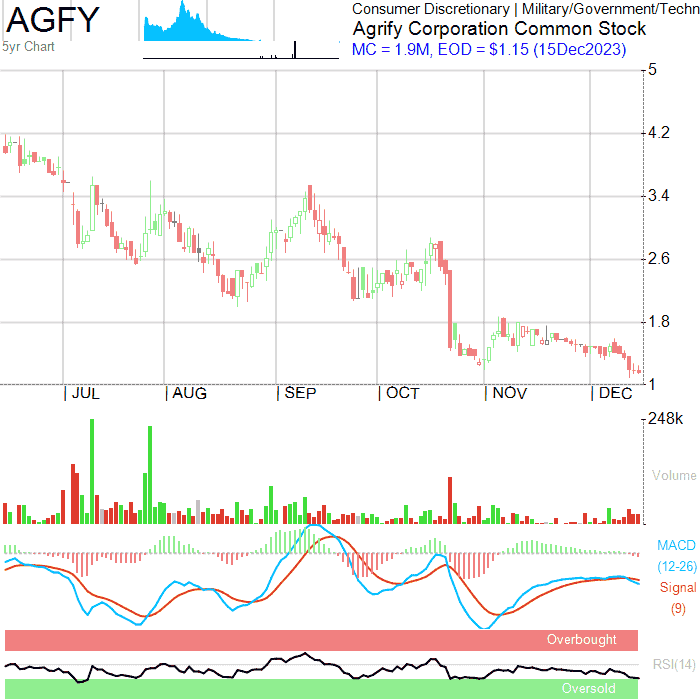 AGFY
5yr Chart
Consumer Discretionary | Military/Government/Techn
Agrify Corporation Common Stock
MC = 1.9M, EOD = $1.15 (15Dec2023)
5
4.2
3.4
2.6
1.8
1
| JUL | AUG | SEP | OCT | NOV | DEC
248k
Volume
MACD
(12-26)
Signal
(9)
Overbought
RSI(14)
Oversold